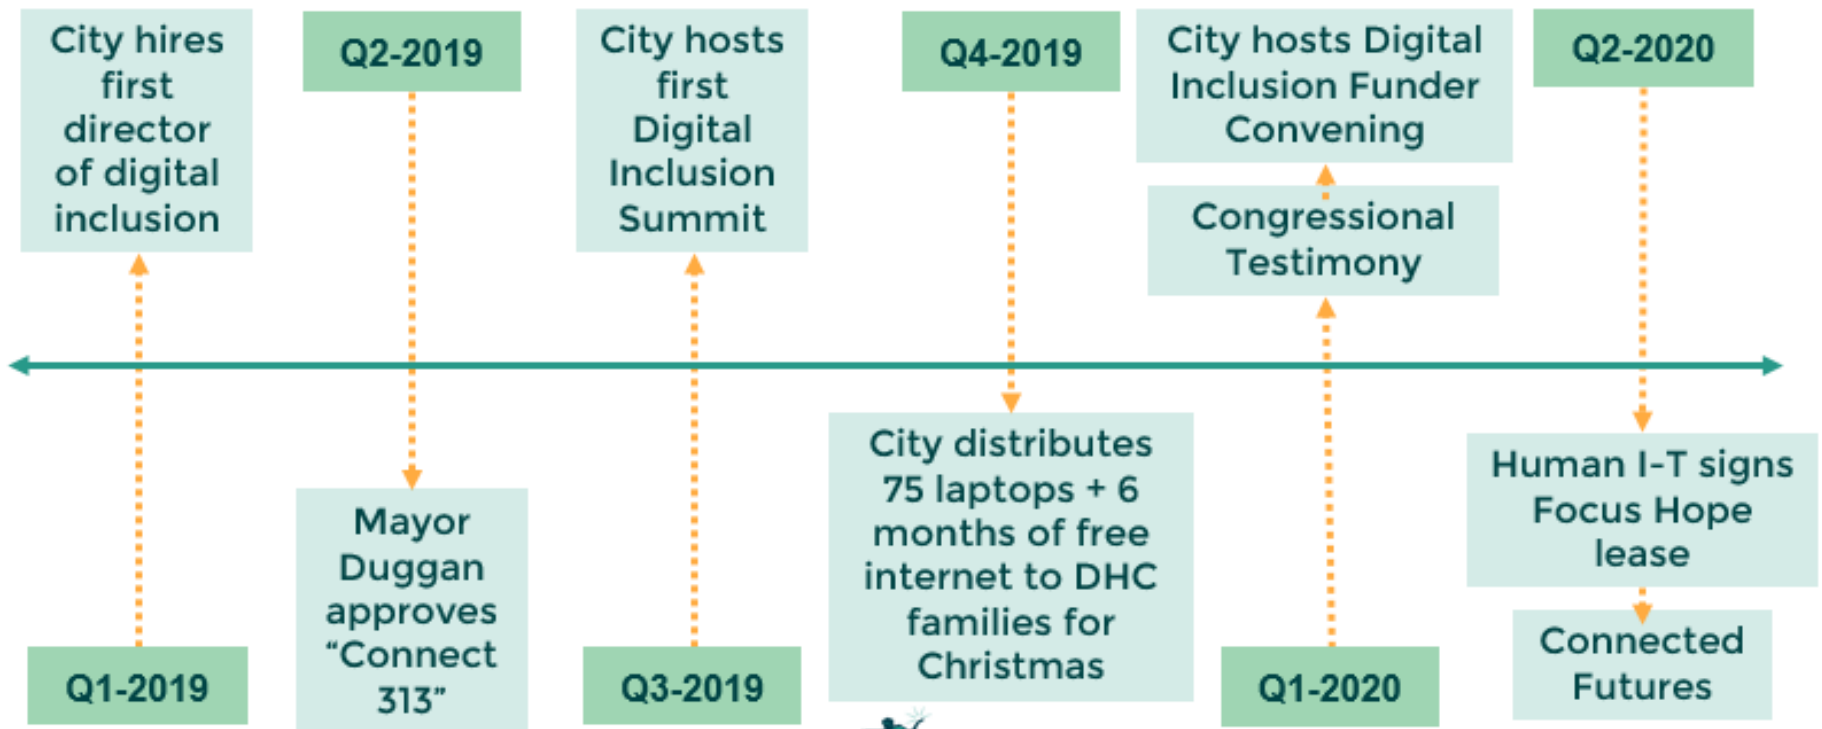 City hires
first
director
of digital
inclusion
Q1-2019
Q2-2019
Mayor
Duggan
approves
“Connect
313”
City hosts
first
Digital
Inclusion
Summit
Q3-2019
Q4-2019
City distributes
75 laptops + 6
months of free
internet to DHC
families for
Christmas
City hosts Digital
Inclusion Funder
Convening
Congressional
Testimony
Q1-2020
Q2-2020
Human I-T signs
Focus Hope
lease
Connected
Futures